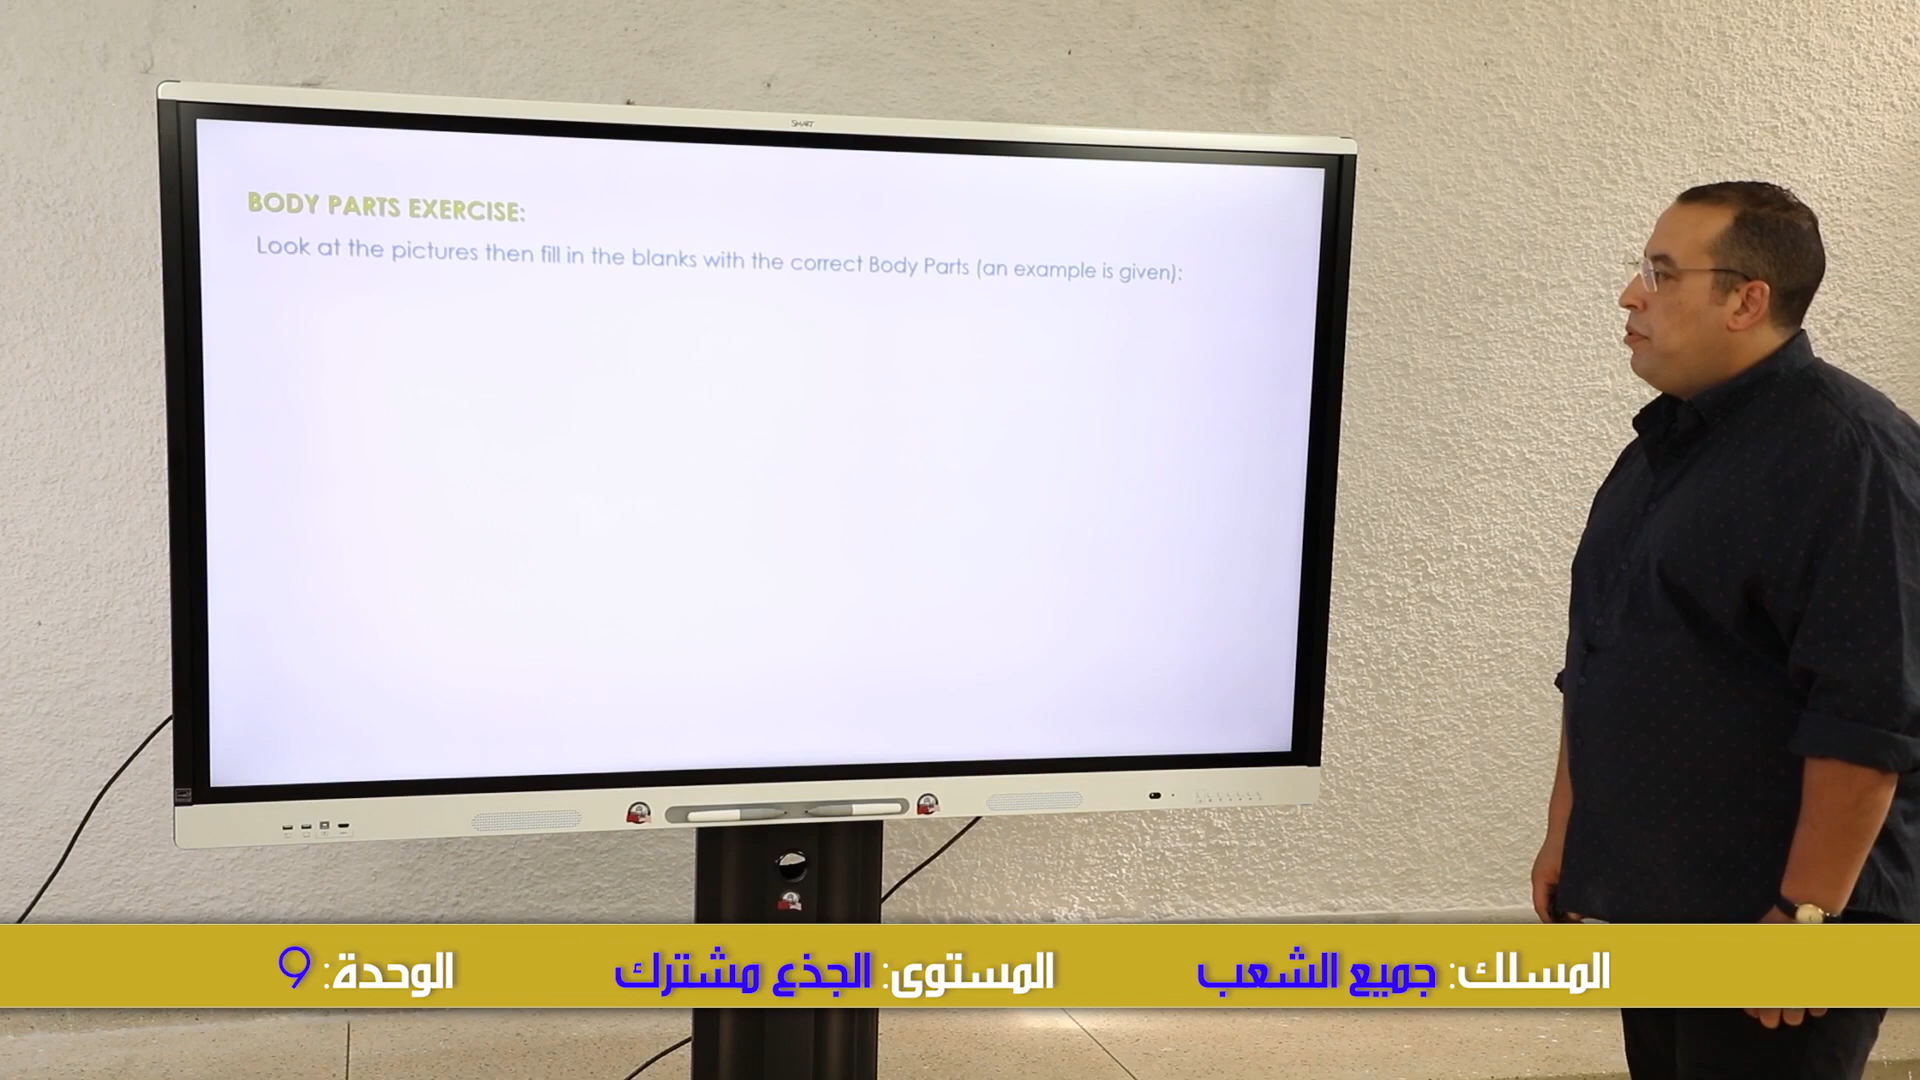 SMART
BODY PARTS EXERCISE:
Look at the pictures then fill in the blanks with the correct Body Parts (an example is given):
المسلك: جميع الشعب المستوى: الجذع مشترك الوحدة: 9